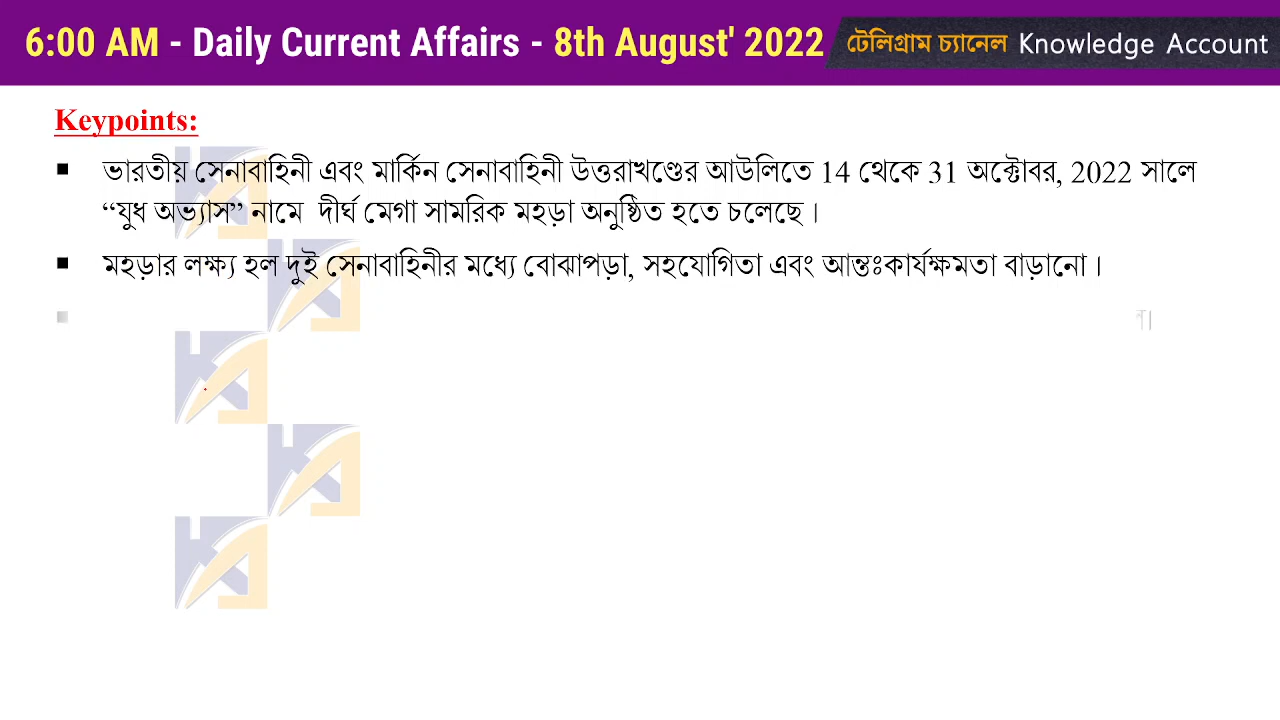 6:00 AM - Daily Current Affairs - 8th August' 2022
টেলিগ্রাম চ্যানেল Knowledge Account
Keypoints:
▪ ভারতীয় সেনাবাহিনী এবং মার্কিন সেনাবাহিনী উত্তরাখণ্ডের আউলিতে 14 থেকে 31 অক্টোবর, 2022 সালে
“যুধ অভ্যাস” নামে দীর্ঘ মেগা সামরিক মহড়া অনুষ্ঠিত হতে চলেছে।
▪ মহড়ার লক্ষ্য হল দুই সেনাবাহিনীর মধ্যে বোঝাপড়া, সহযোগিতা এবং আন্তঃকার্যক্ষমতা বাড়ানো।